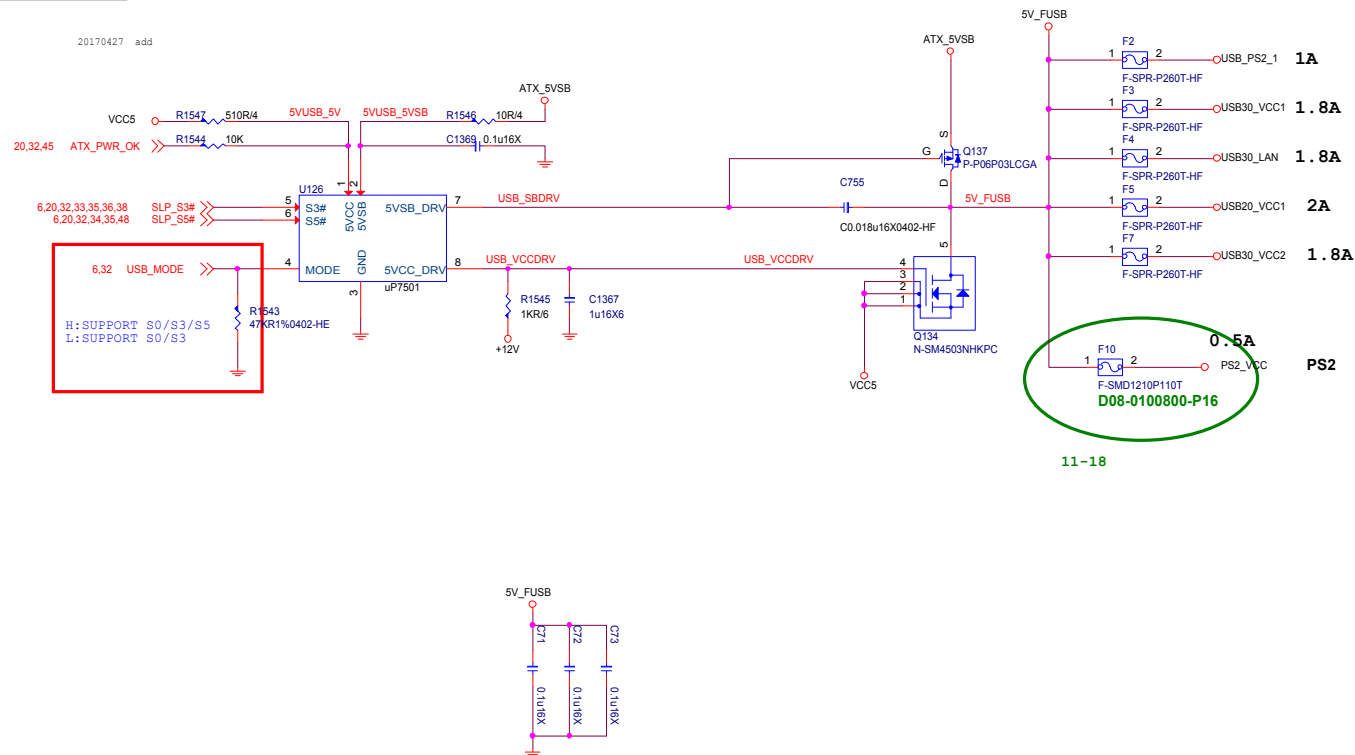 20170427 add
VCC5
R1547
510R/4
5VUSB_5V
5VUSB_5VSB
R1546
10R/4
ATX_5VSB
20,32,45 ATX_PWR_OK
R1544
10K
C1369
0.1u16X
1
2
U126
6,20,32,33,35,36,38 SLP_S3#
5
S3#
6,20,32,34,35,48 SLP_S5#
6
S5#
5VCC
5VSB
5VSB_DRV
7
USB_SBDRV
6,32 USB_MODE
4
MODE
GND
5VCC_DRV
8
USB_VCCDRV
USB_VCCDRV
uP7501
3
R1543
47KR1%0402-HE
H:SUPPORT S0/S3/S5
L:SUPPORT S0/S3
R1545
1KR/6
+12V
C1367
1u16X6
ATX_5VSB
S
G
D
Q137
P-P06P03LCGA
C755
C0.018u16X0402-HF
5V_FUSB
5
4
3
2
1
Q134
N-SM4503NHKPC
VCC5
5V_FUSB
F2
1
2
USB_PS2_1 1A
F-SPR-P260T-HF
F3
1
2
USB30_VCC1 1.8A
F-SPR-P260T-HF
F4
1
2
USB30_LAN 1.8A
F-SPR-P260T-HF
F5
1
2
USB20_VCC1 2A
F-SPR-P260T-HF
F7
1
2
USB30_VCC2 1.8A
F-SPR-P260T-HF
0.5A
F10
1
2
PS2_VCC PS2
F-SMD1210P110T
D08-0100800-P16
11-18
5V_FUSB
C71
C72
C73
0.1u16X
0.1u16X
0.1u16X